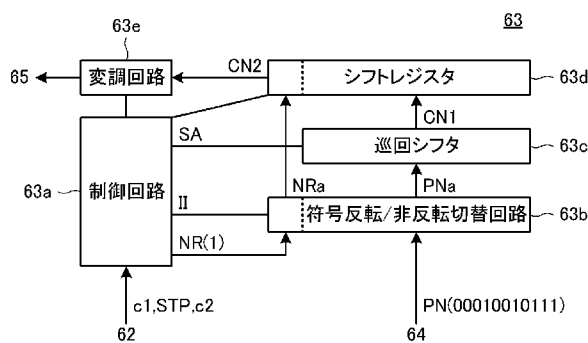 63
63e
65
変調回路
CN2
シフトレジスタ
63d
CN1
SA
巡回シフタ
63c
63a
制御回路
NRa
PNa
II
符号反転/非反転切替回路
63b
NR(1)
c1,STP,c2
PN(00010010111)
62
64